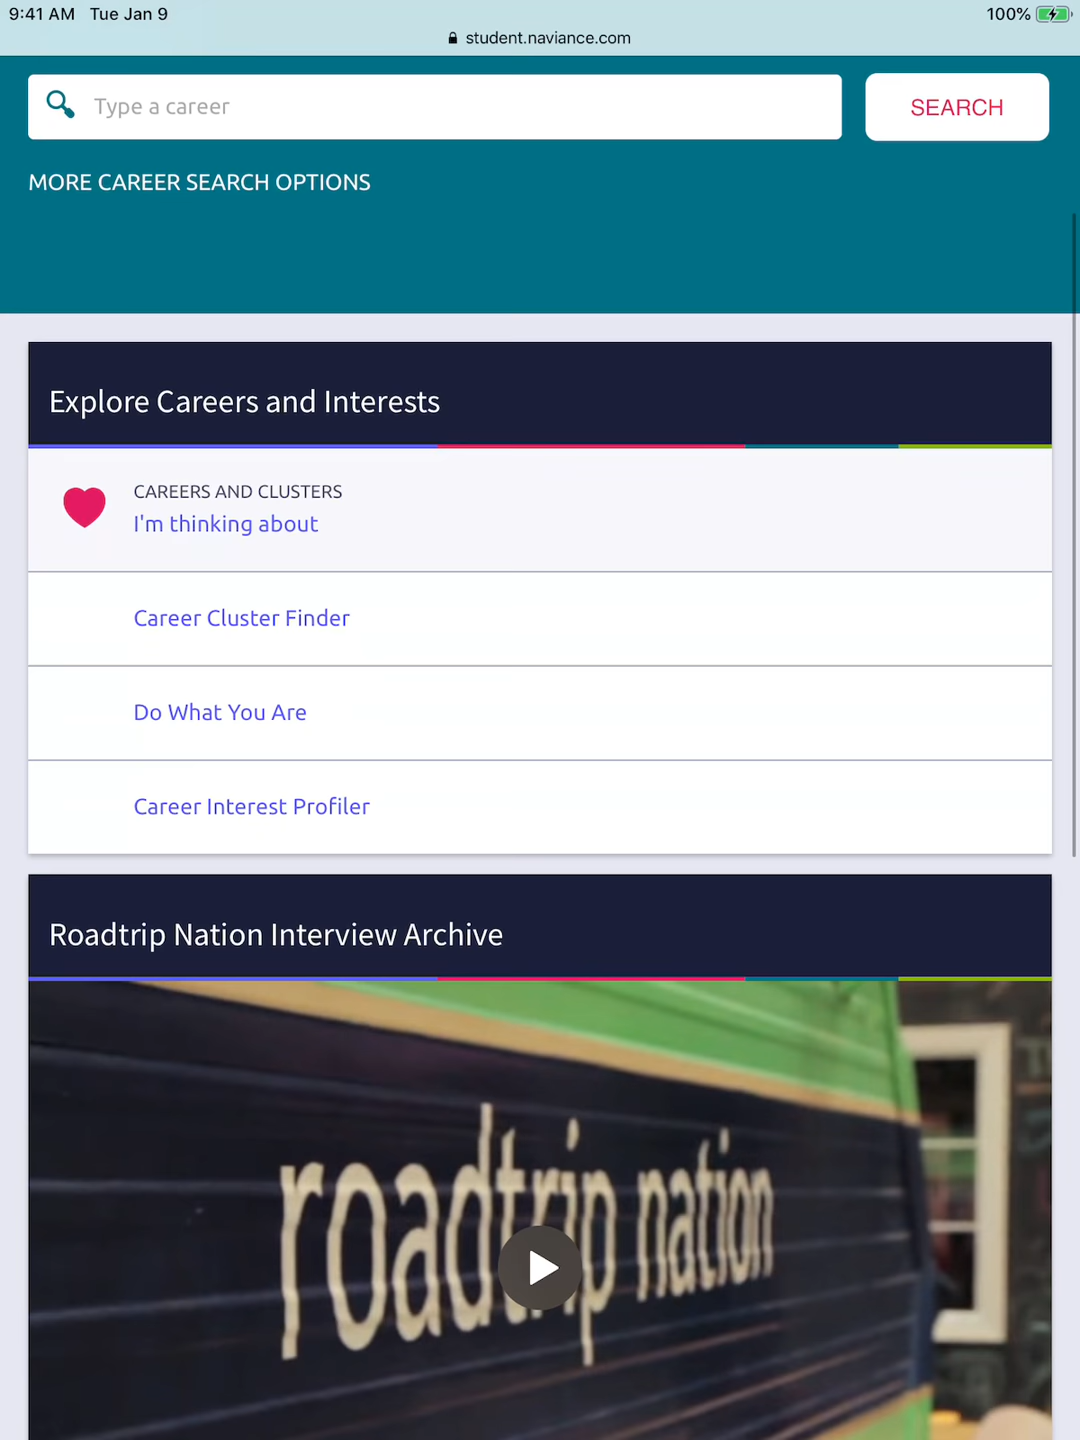 9:41 AM Tue Jan 9
100%
student.naviance.com
Type a career
SEARCH
MORE CAREER SEARCH OPTIONS
Explore Careers and Interests
CAREERS AND CLUSTERS
I'm thinking about
Career Cluster Finder
Do What You Are
Career Interest Profiler
Roadtrip Nation Interview Archive
roadtrip nation